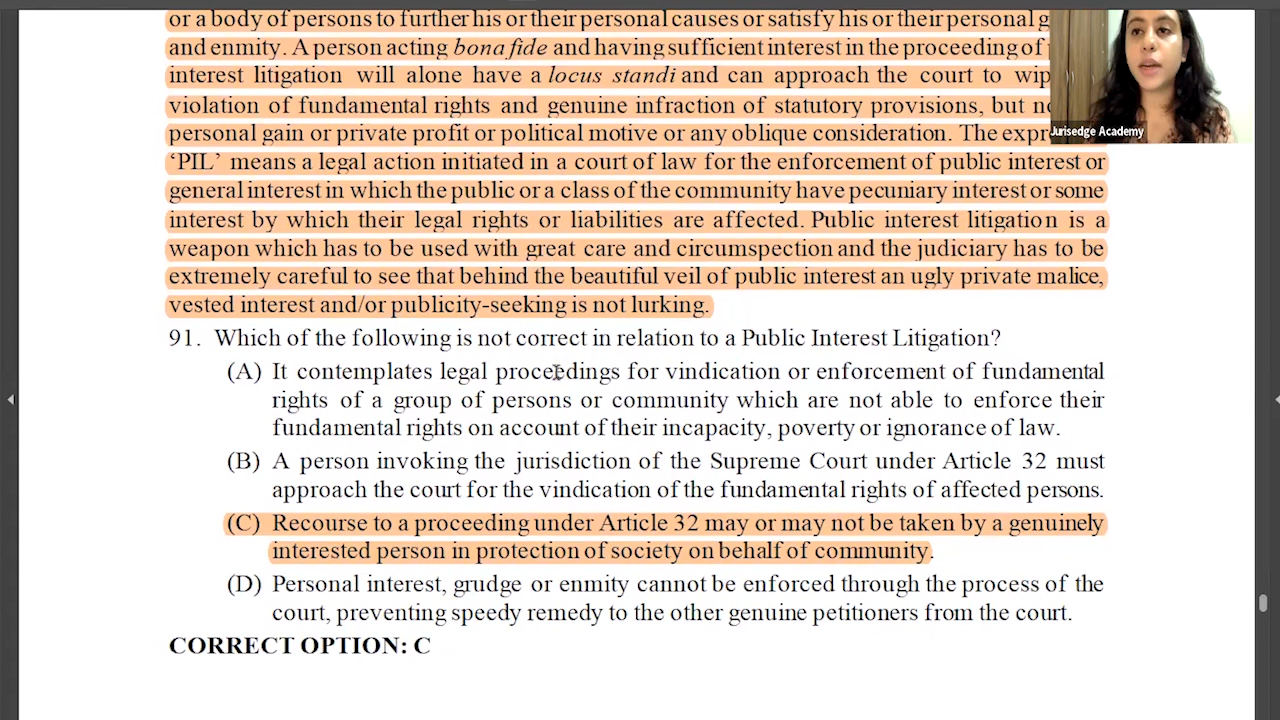 or a body of persons to further his or their personal causes or satisfy his or their personal g
and enmity. A person acting bona fide and having sufficient interest in the proceeding of
interest litigation will alone have a locus standi and can approach the court to wip
violation of fundamental rights and genuine infraction of statutory provisions, but n
personal gain or private profit or political motive or any oblique consideration. The expr
Jurisedge Academy
‘PIL’ means a legal action initiated in a court of law for the enforcement of public interest or
general interest in which the public or a class of the community have pecuniary interest or some
interest by which their legal rights or liabilities are affected. Public interest litigation is a
weapon which has to be used with great care and circumspection and the judiciary has to be
extremely careful to see that behind the beautiful veil of public interest an ugly private malice,
vested interest and/or publicity-seeking is not lurking.
91. Which of the following is not correct in relation to a Public Interest Litigation?
(A) It contemplates legal proceedings for vindication or enforcement of fundamental
rights of a group of persons or community which are not able to enforce their
fundamental rights on account of their incapacity, poverty or ignorance of law.
(B) A person invoking the jurisdiction of the Supreme Court under Article 32 must
approach the court for the vindication of the fundamental rights of affected persons.
(C) Recourse to a proceeding under Article 32 may or may not be taken by a genuinely
interested person in protection of society on behalf of community.
(D) Personal interest, grudge or enmity cannot be enforced through the process of the
court, preventing speedy remedy to the other genuine petitioners from the court.
CORRECT OPTION: C